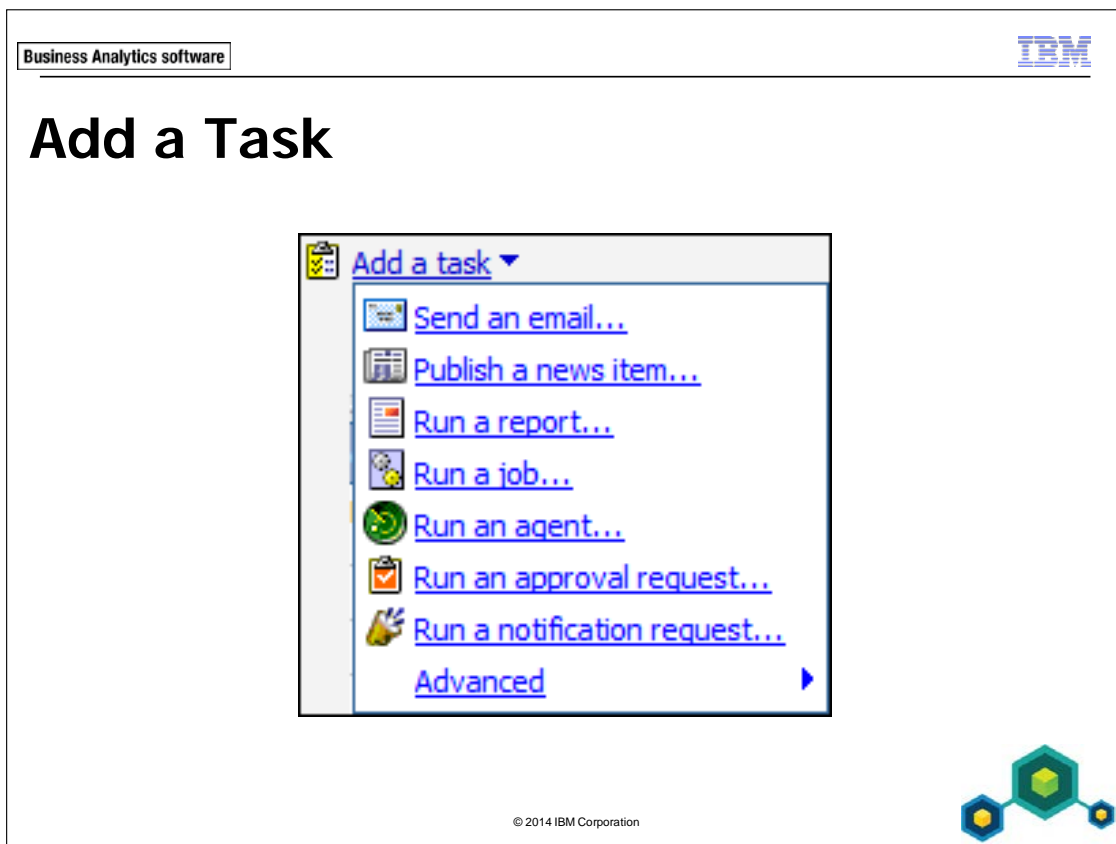 Business Analytics software
IBM
Add a Task
Add a task
Send an email...
Publish a news item...
Run a report...
Run a job...
Run an agent...
Run an approval request...
Run a notification request...
Advanced
© 2014 IBM Corporation